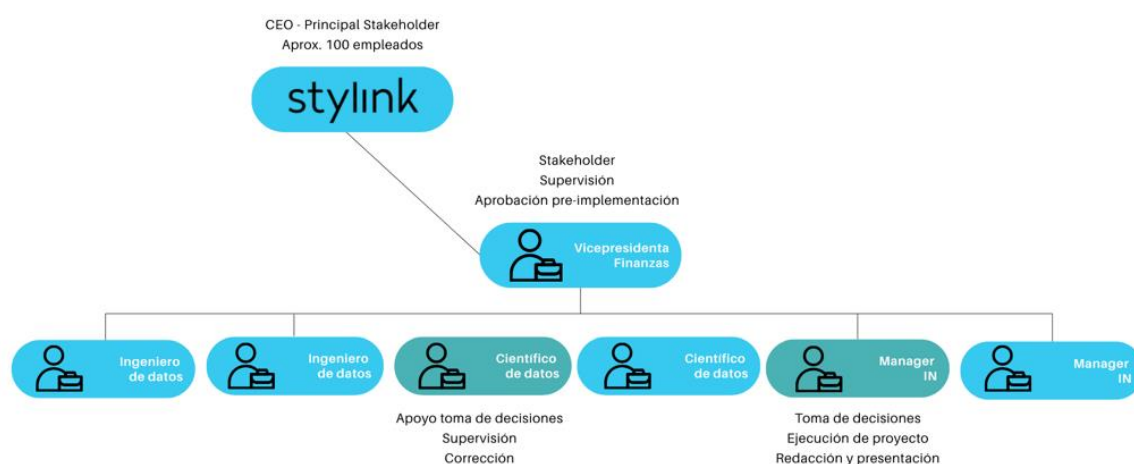 CEO - Principal Stakeholder
Aprox. 100 empleados
stylink
Stakeholder
Supervisión
Aprobación pre-implementación
Vicepresidenta
Finanzas
Ingeniero
de datos
Ingeniero
de datos
Científico
de datos
Científico
de datos
Manager
IN
Manager
IN
Apoyo toma de decisiones
Supervisión
Corrección
Toma de decisiones
Ejecución de proyecto
Redacción y presentación